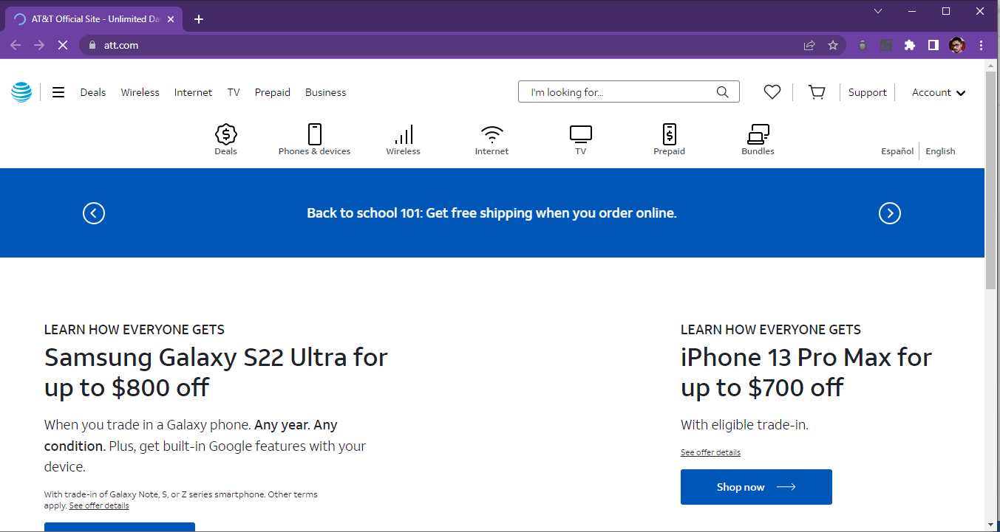 AT&T Official Site - Unlimited Da
att.com
Deals Wireless Internet TV Prepaid Business
I'm looking for...
Support
Account
Deals
Phones & devices
Wireless
Internet
TV
Prepaid
Bundles
Español
English
Back to school 101: Get free shipping when you order online.
LEARN HOW EVERYONE GETS
Samsung Galaxy S22 Ultra for
up to $800 off
When you trade in a Galaxy phone. Any year. Any
condition. Plus, get built-in Google features with your
device.
With trade-in of Galaxy Note, S, or Z series smartphone. Other terms
apply. See offer details
LEARN HOW EVERYONE GETS
iPhone 13 Pro Max for
up to $700 off
With eligible trade-in.
See offer details
Shop now